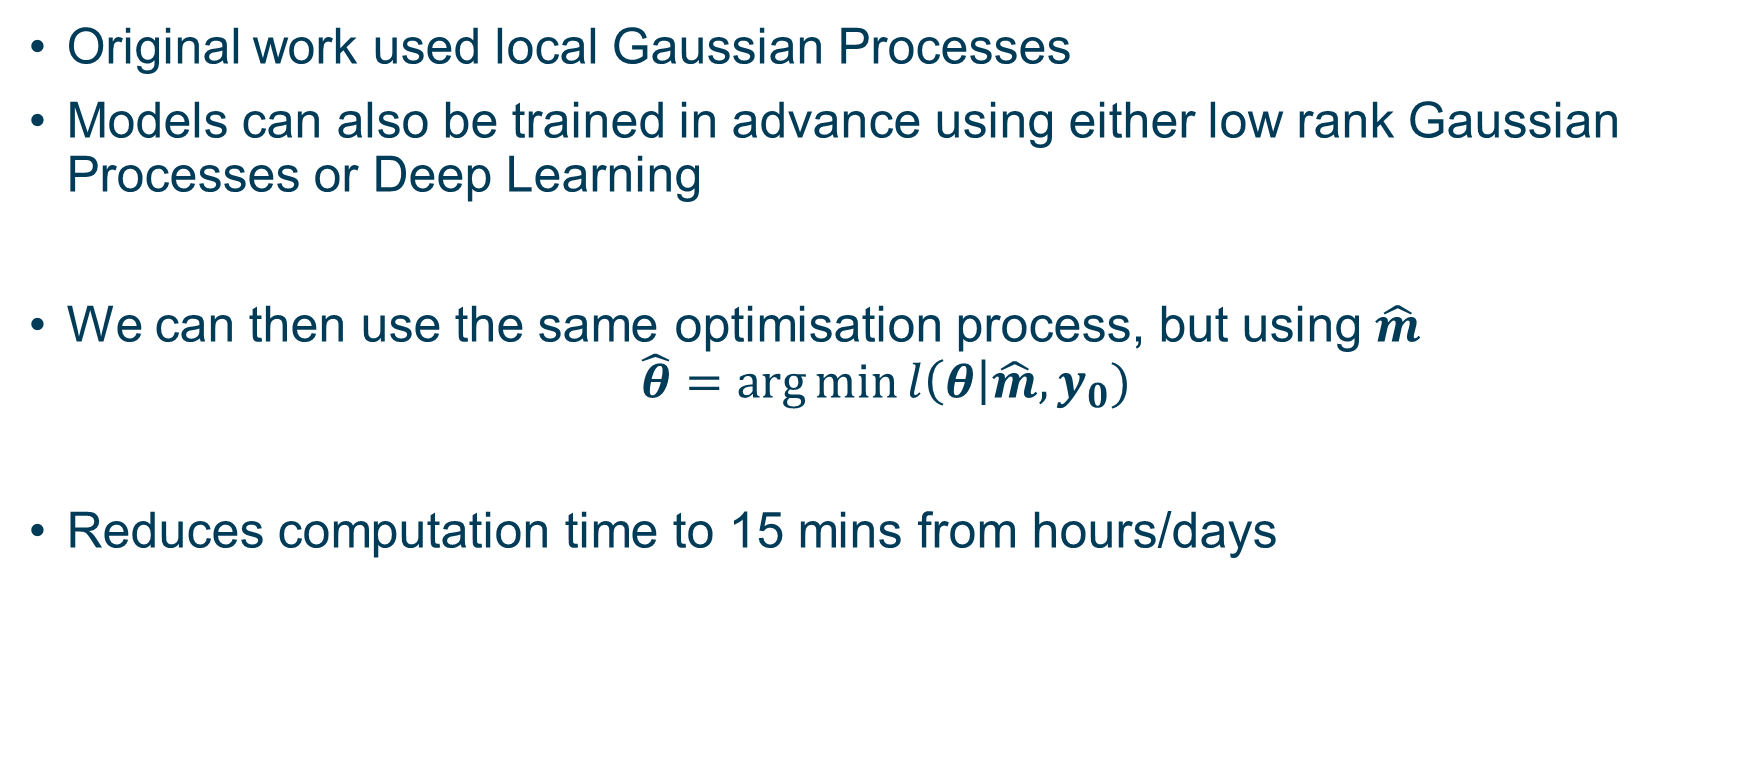 • Original work used local Gaussian Processes
• Models can also be trained in advance using either low rank Gaussian
Processes or Deep Learning
• We can then use the same optimisation process, but using m̂
θ̂ = arg min l(θ|m̂, y₀)
• Reduces computation time to 15 mins from hours/days